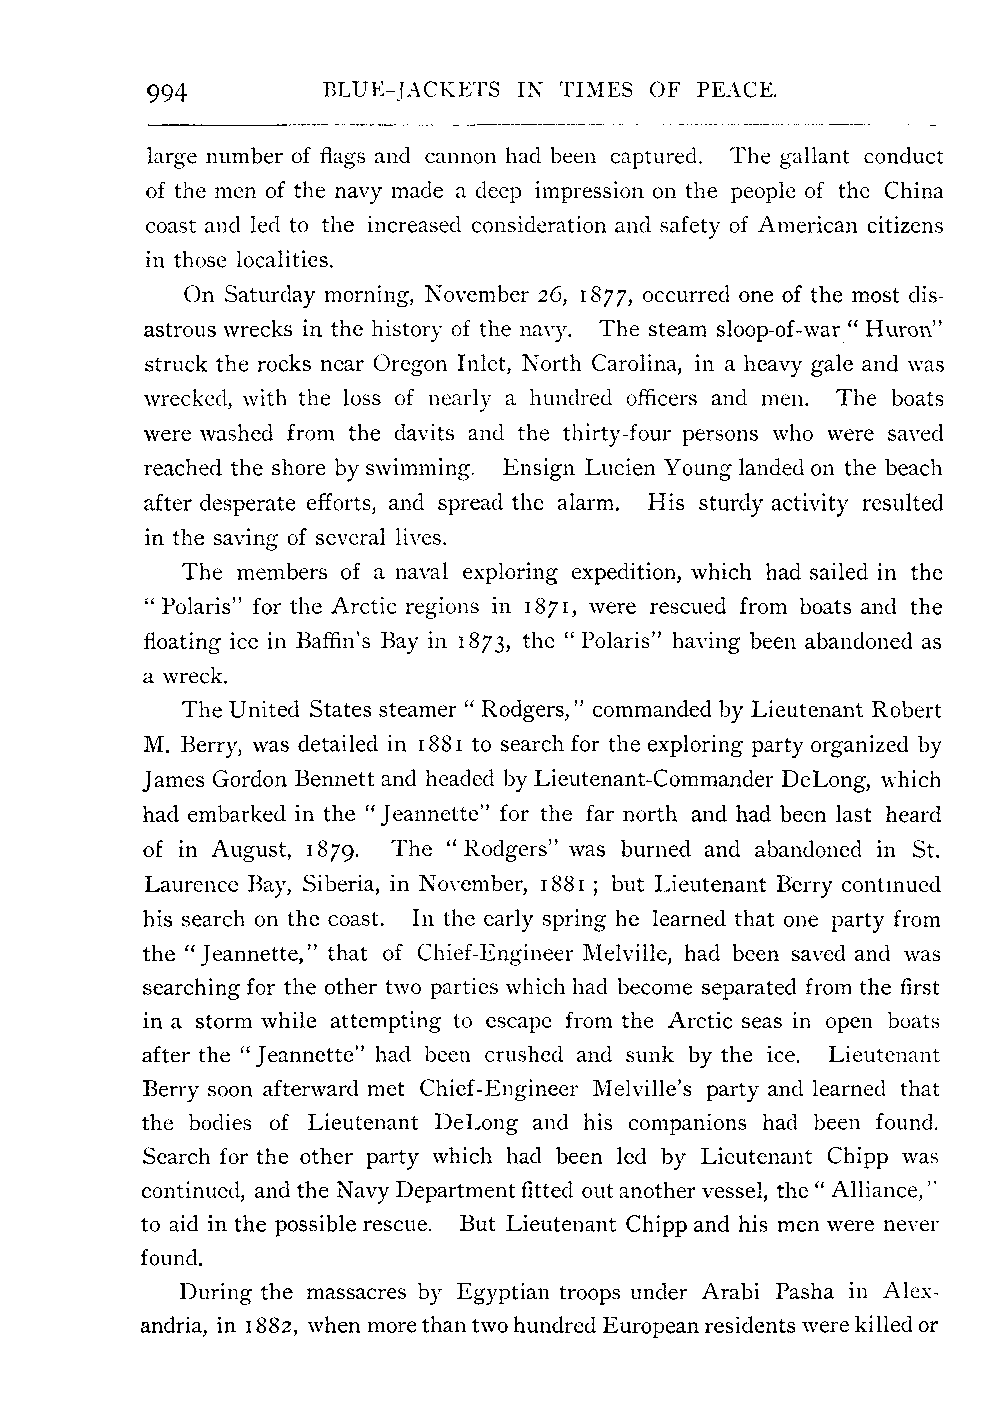 994 BLUE-JACKETS IN TIMES OF PEACE.
large number of flags and cannon had been captured. The gallant conduct
of the men of the navy made a deep impression on the people of the China
coast and led to the increased consideration and safety of American citizens
in those localities.
On Saturday morning, November 26, 1877, occurred one of the most dis-
astrous wrecks in the history of the navy. The steam sloop-of-war “ Huron”
struck the rocks near Oregon Inlet, North Carolina, in a heavy gale and was
wrecked, with the loss of nearly a hundred officers and men. The boats
were washed from the davits and the thirty-four persons who were saved
reached the shore by swimming. Ensign Lucien Young landed on the beach
after desperate efforts, and spread the alarm. His sturdy activity resulted
in the saving of several lives.
The members of a naval exploring expedition, which had sailed in the
“ Polaris” for the Arctic regions in 1871, were rescued from boats and the
floating ice in Baffin's Bay in 1873, the “ Polaris” having been abandoned as
a wreck.
The United States steamer “ Rodgers,” commanded by Lieutenant Robert
M. Berry, was detailed in 1881 to search for the exploring party organized by
James Gordon Bennett and headed by Lieutenant-Commander DeLong, which
had embarked in the “Jeannette” for the far north and had been last heard
of in August, 1879. The “ Rodgers” was burned and abandoned in St.
Laurence Bay, Siberia, in November, 1881 ; but Lieutenant Berry continued
his search on the coast. In the early spring he learned that one party from
the “Jeannette,” that of Chief-Engineer Melville, had been saved and was
searching for the other two parties which had become separated from the first
in a storm while attempting to escape from the Arctic seas in open boats
after the “Jeannette” had been crushed and sunk by the ice. Lieutenant
Berry soon afterward met Chief-Engineer Melville's party and learned that
the bodies of Lieutenant DeLong and his companions had been found.
Search for the other party which had been led by Lieutenant Chipp was
continued, and the Navy Department fitted out another vessel, the “ Alliance,”
to aid in the possible rescue. But Lieutenant Chipp and his men were never
found.
During the massacres by Egyptian troops under Arabi Pasha in Alex-
andria, in 1882, when more than two hundred European residents were killed or